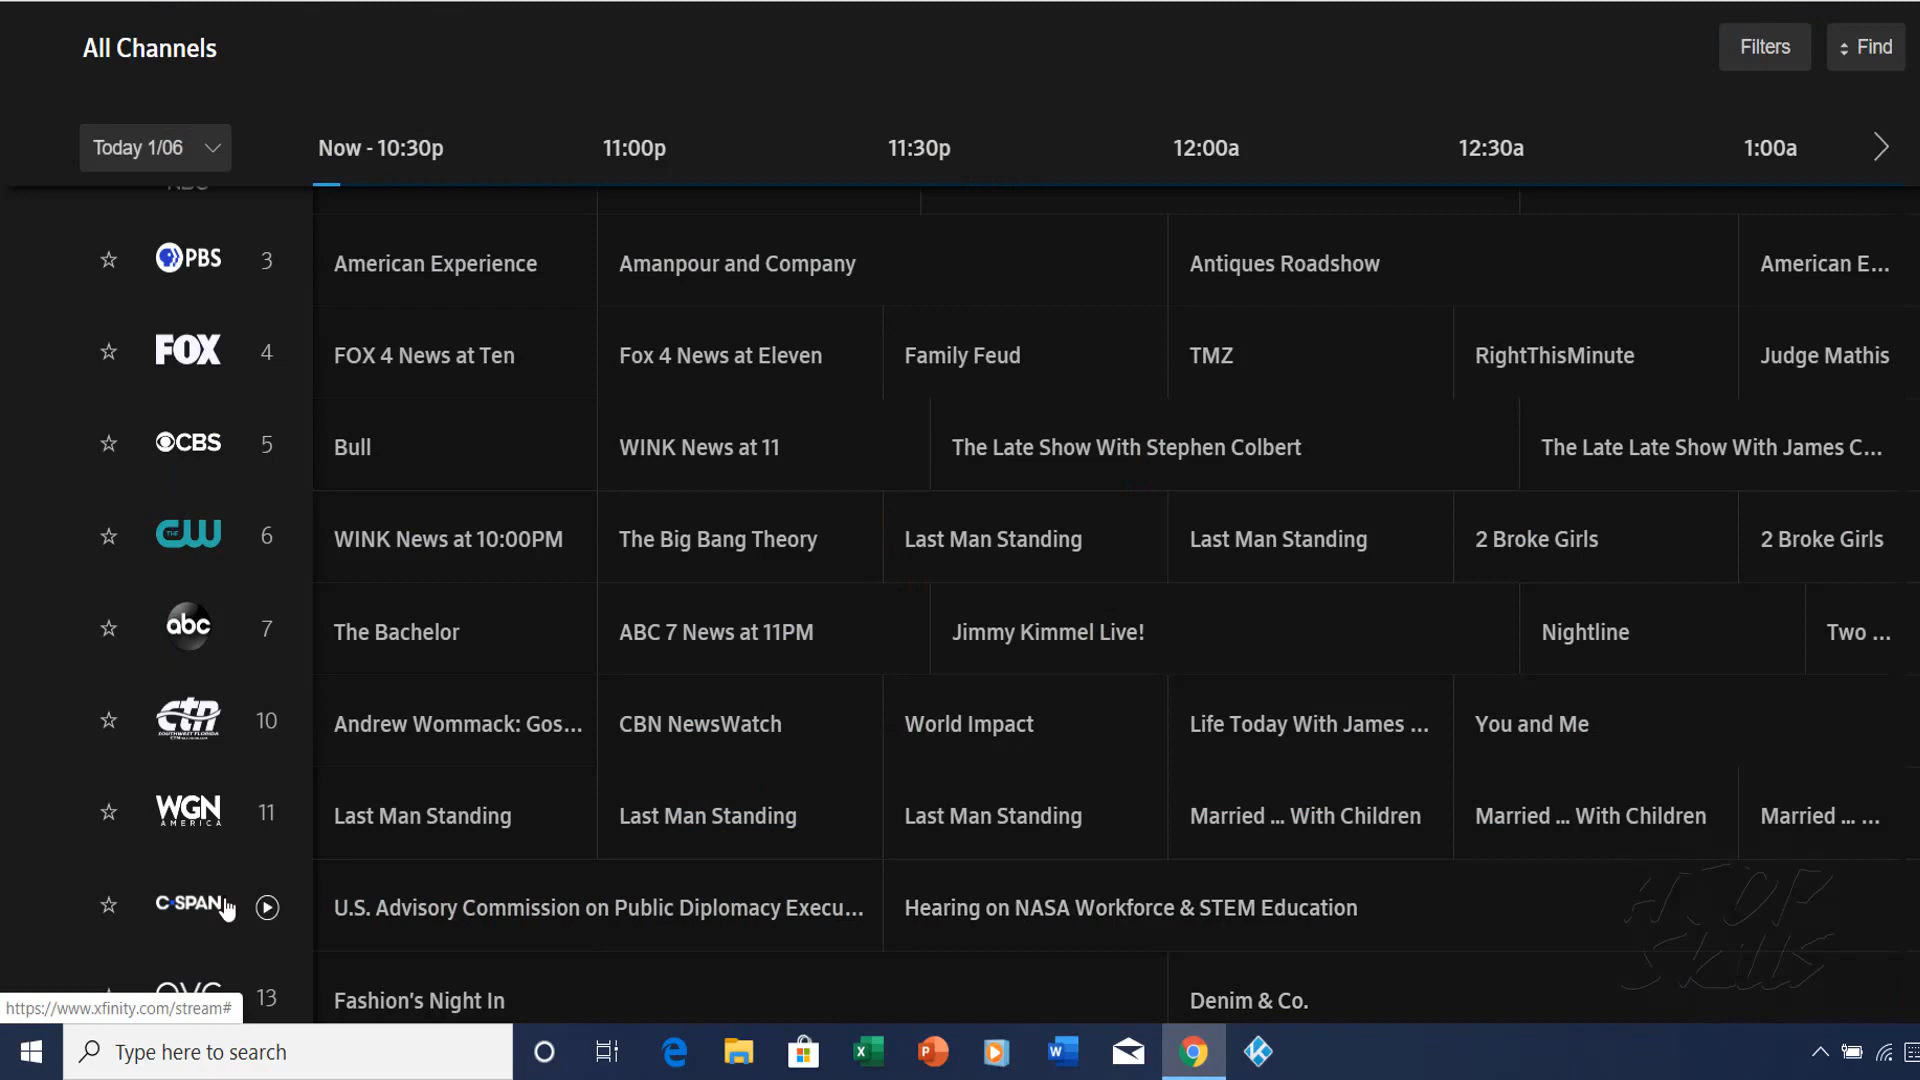 All Channels
Filters
Find
Today 1/06
Now - 10:30p 11:00p 11:30p 12:00a 12:30a 1:00a
PBS 3 American Experience Amanpour and Company Antiques Roadshow American E...
FOX 4 FOX 4 News at Ten Fox 4 News at Eleven Family Feud TMZ RightThisMinute Judge Mathis
CBS 5 Bull WINK News at 11 The Late Show With Stephen Colbert The Late Late Show With James C...
THE CW 6 WINK News at 10:00PM The Big Bang Theory Last Man Standing Last Man Standing 2 Broke Girls 2 Broke Girls
abc 7 The Bachelor ABC 7 News at 11PM Jimmy Kimmel Live! Nightline Two ...
ctn SOUTHWEST FLORIDA 10 Andrew Wommack: Gos... CBN NewsWatch World Impact Life Today With James ... You and Me
WGN AMERICA 11 Last Man Standing Last Man Standing Last Man Standing Married ... With Children Married ... With Children Married ... ...
C-SPAN U.S. Advisory Commission on Public Diplomacy Execu... Hearing on NASA Workforce & STEM Education
QVC 13 Fashion's Night In Denim & Co.
https://www.xfinity.com/stream#
Type here to search